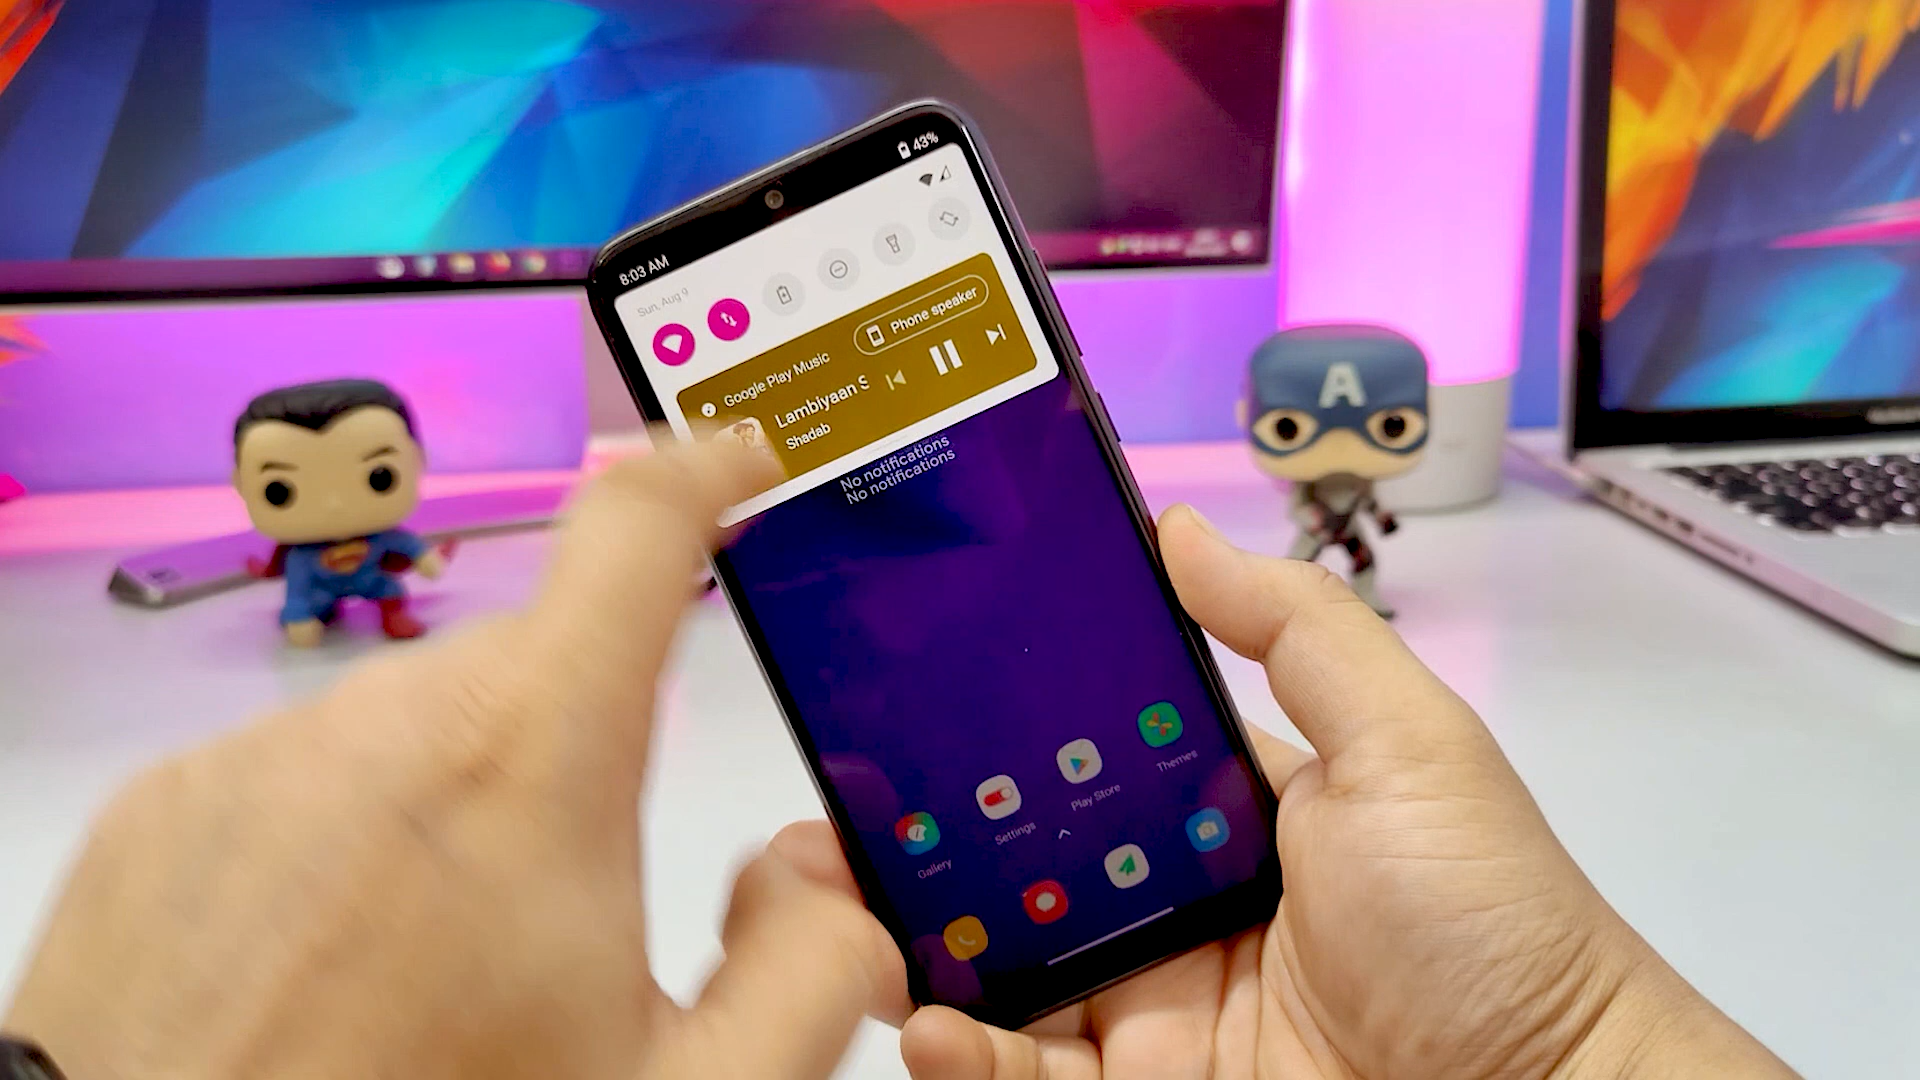 43%
8:03 AM
Sun, Aug 9
Phone speaker
Google Play Music
Lambiyaan S
Shadab
No notifications
No notifications
Themes
Play Store
Settings
Gallery
A